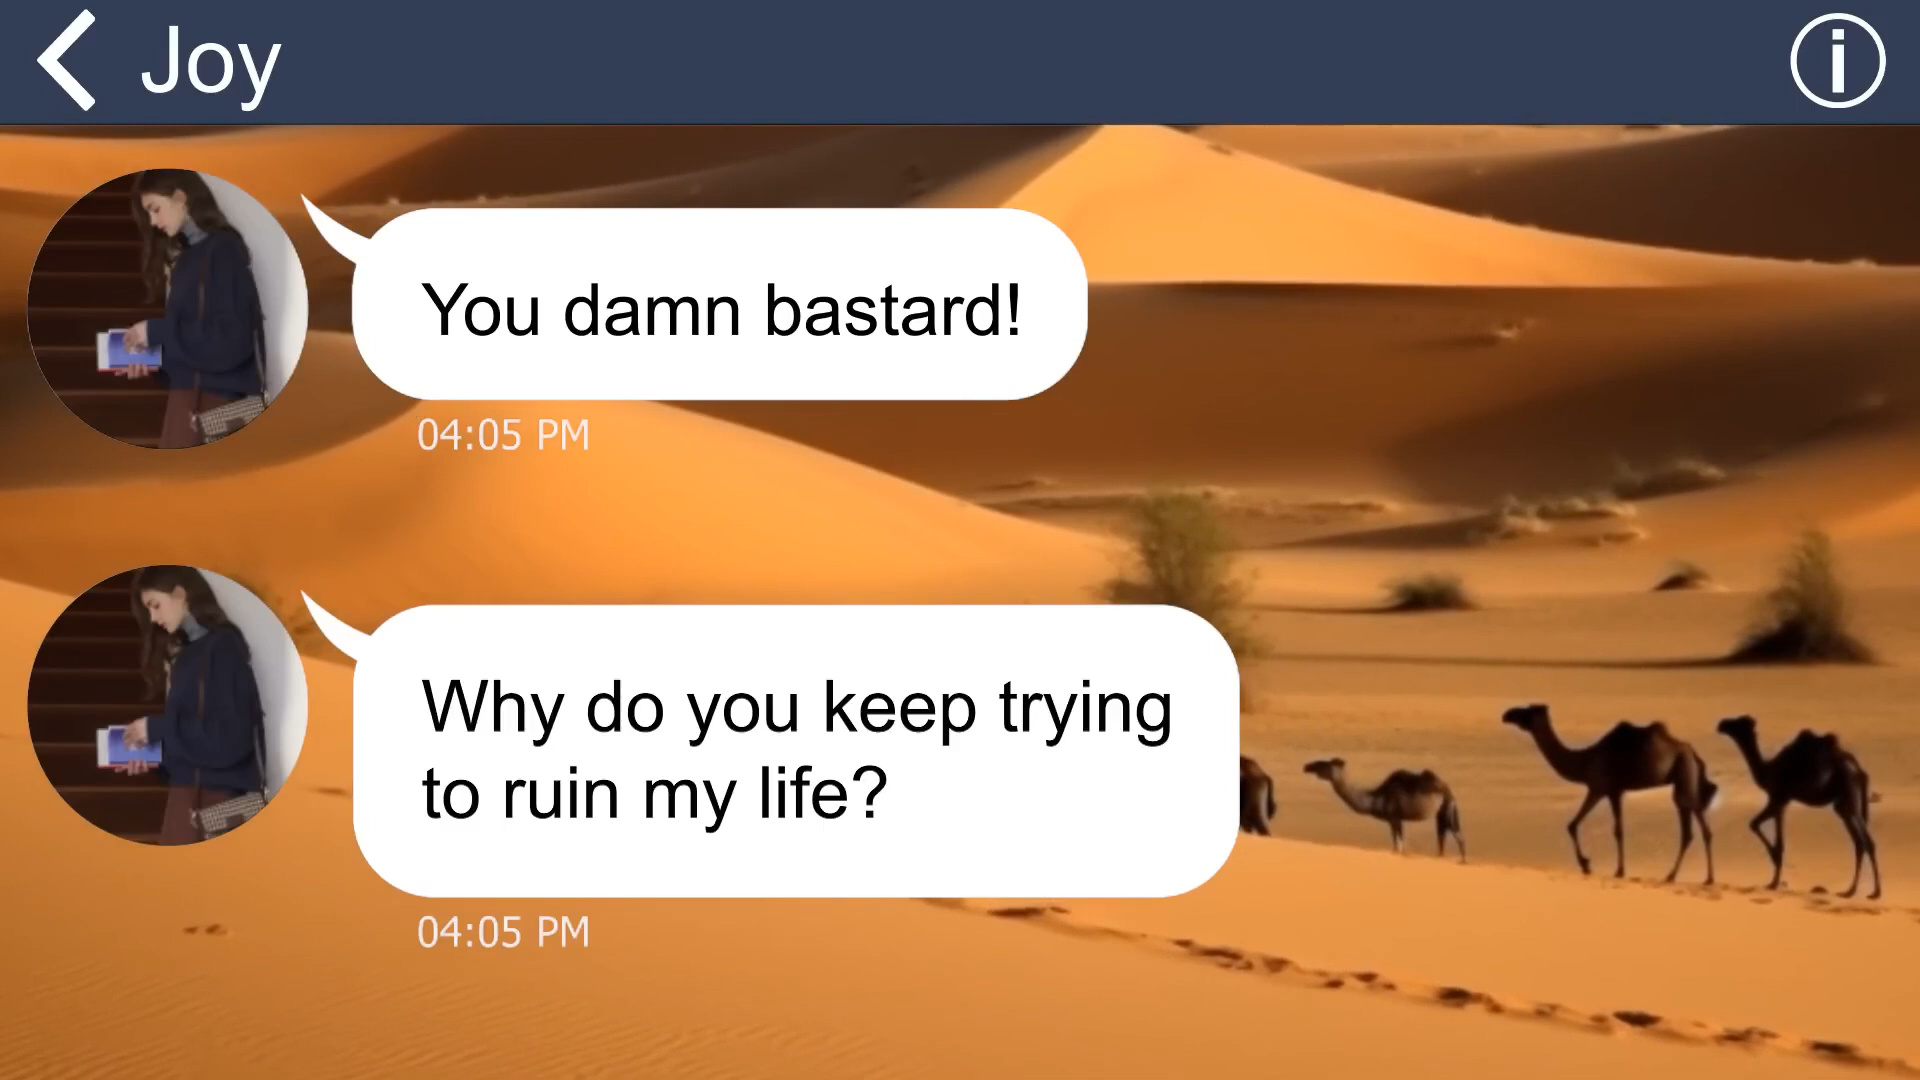 Joy
You damn bastard!
04:05 PM
Why do you keep trying
to ruin my life?
04:05 PM